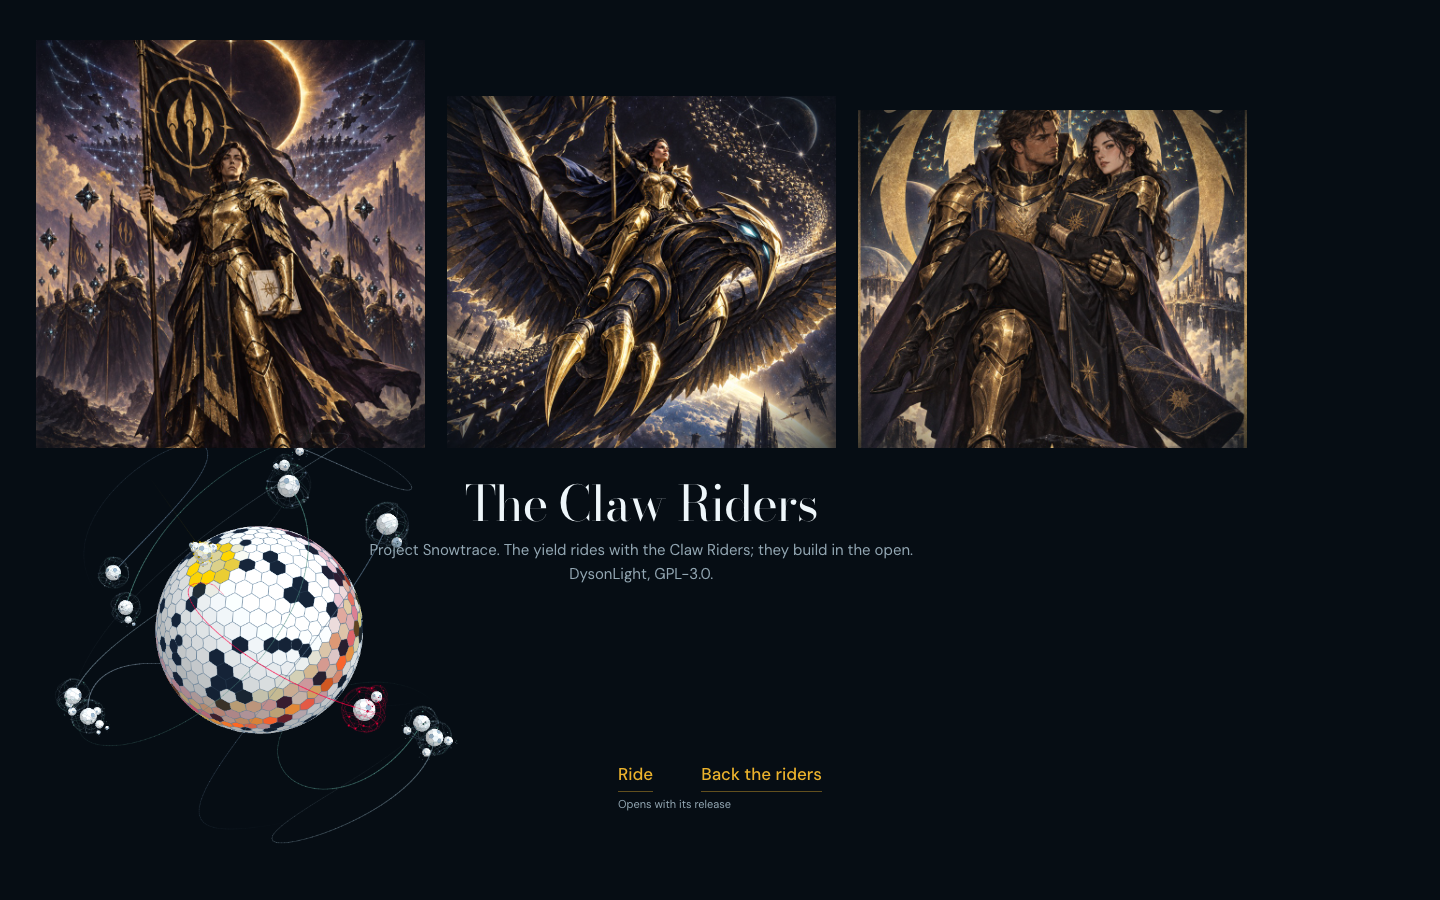 The Claw Riders
Project Snowtrace. The yield rides with the Claw Riders; they build in the open.
DysonLight, GPL-3.0.
Ride
Back the riders
Opens with its release